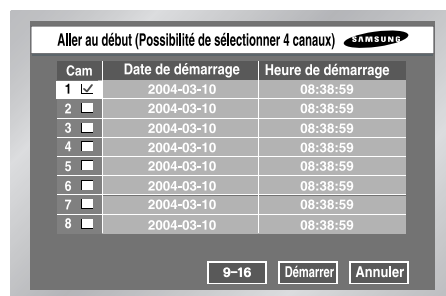 Aller au début (Possibilité de sélectionner 4 canaux) SAMSUNG
Cam Date de démarrage Heure de démarrage
1 2004-03-10 08:38:59
2 2004-03-10 08:38:59
3 2004-03-10 08:38:59
4 2004-03-10 08:38:59
5 2004-03-10 08:38:59
6 2004-03-10 08:38:59
7 2004-03-10 08:38:59
8 2004-03-10 08:38:59
9-16 Démarrer Annuler